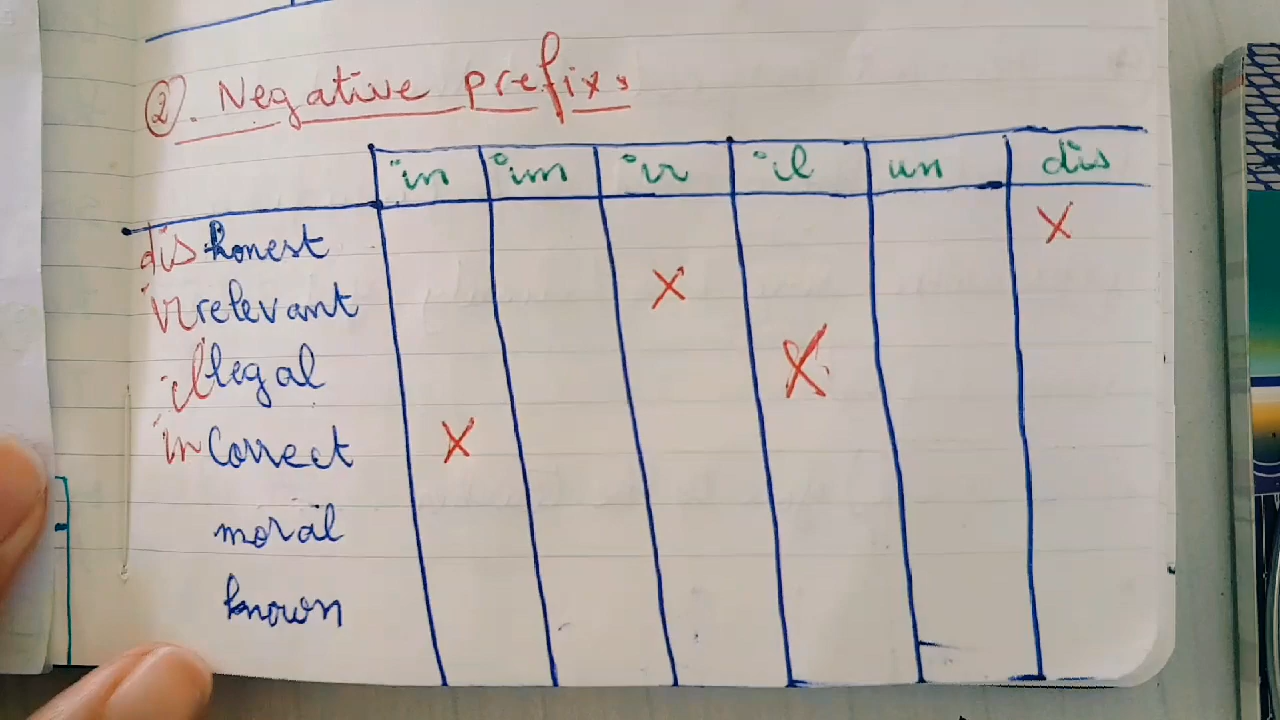 ②. Negative prefixs
in im ir il un dis
dishonest X
irrelevant X
illegal X
incorrect X
moral
known